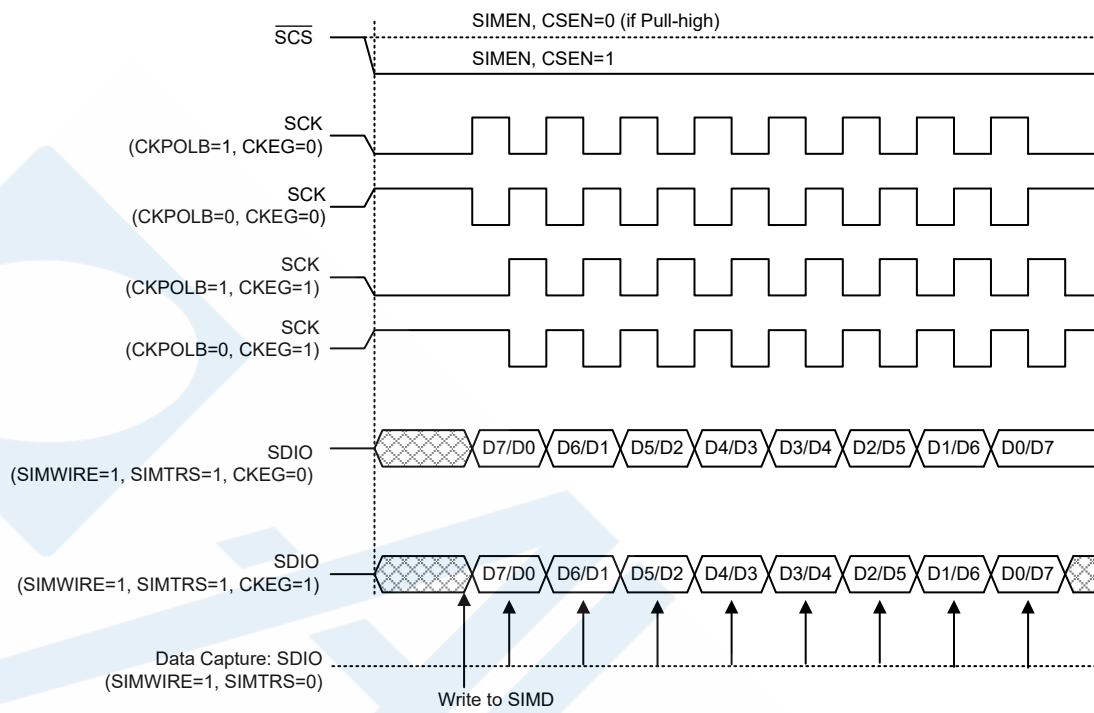 SIMEN, CSEN=0 (if Pull-high)
SCS
SIMEN, CSEN=1
SCK
(CKPOLB=1, CKEG=0)
SCK
(CKPOLB=0, CKEG=0)
SCK
(CKPOLB=1, CKEG=1)
SCK
(CKPOLB=0, CKEG=1)
SDIO
(SIMWIRE=1, SIMTRS=1, CKEG=0)
D7/D0 D6/D1 D5/D2 D4/D3 D3/D4 D2/D5 D1/D6 D0/D7
SDIO
(SIMWIRE=1, SIMTRS=1, CKEG=1)
D7/D0 D6/D1 D5/D2 D4/D3 D3/D4 D2/D5 D1/D6 D0/D7
Data Capture: SDIO
(SIMWIRE=1, SIMTRS=0)
Write to SIMD